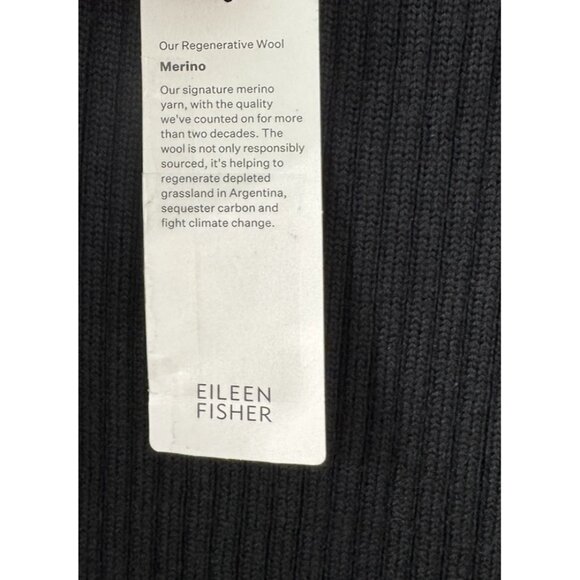 Our Regenerative Wool
Merino
Our signature merino
yarn, with the quality
we've counted on for more
than two decades. The
wool is not only responsibly
sourced, it's helping to
regenerate depleted
grassland in Argentina,
sequester carbon and
fight climate change.
EILEEN
FISHER